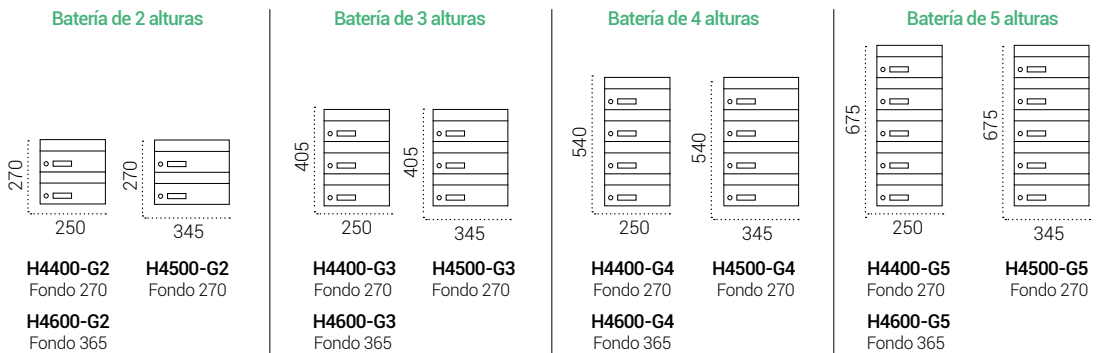 Batería de 2 alturas
270
250
270
345
H4400-G2
Fondo 270
H4500-G2
Fondo 270
H4600-G2
Fondo 365
Batería de 3 alturas
405
250
405
345
H4400-G3
Fondo 270
H4500-G3
Fondo 270
H4600-G3
Fondo 365
Batería de 4 alturas
540
250
540
345
H4400-G4
Fondo 270
H4500-G4
Fondo 270
H4600-G4
Fondo 365
Batería de 5 alturas
675
250
675
345
H4400-G5
Fondo 270
H4500-G5
Fondo 270
H4600-G5
Fondo 365